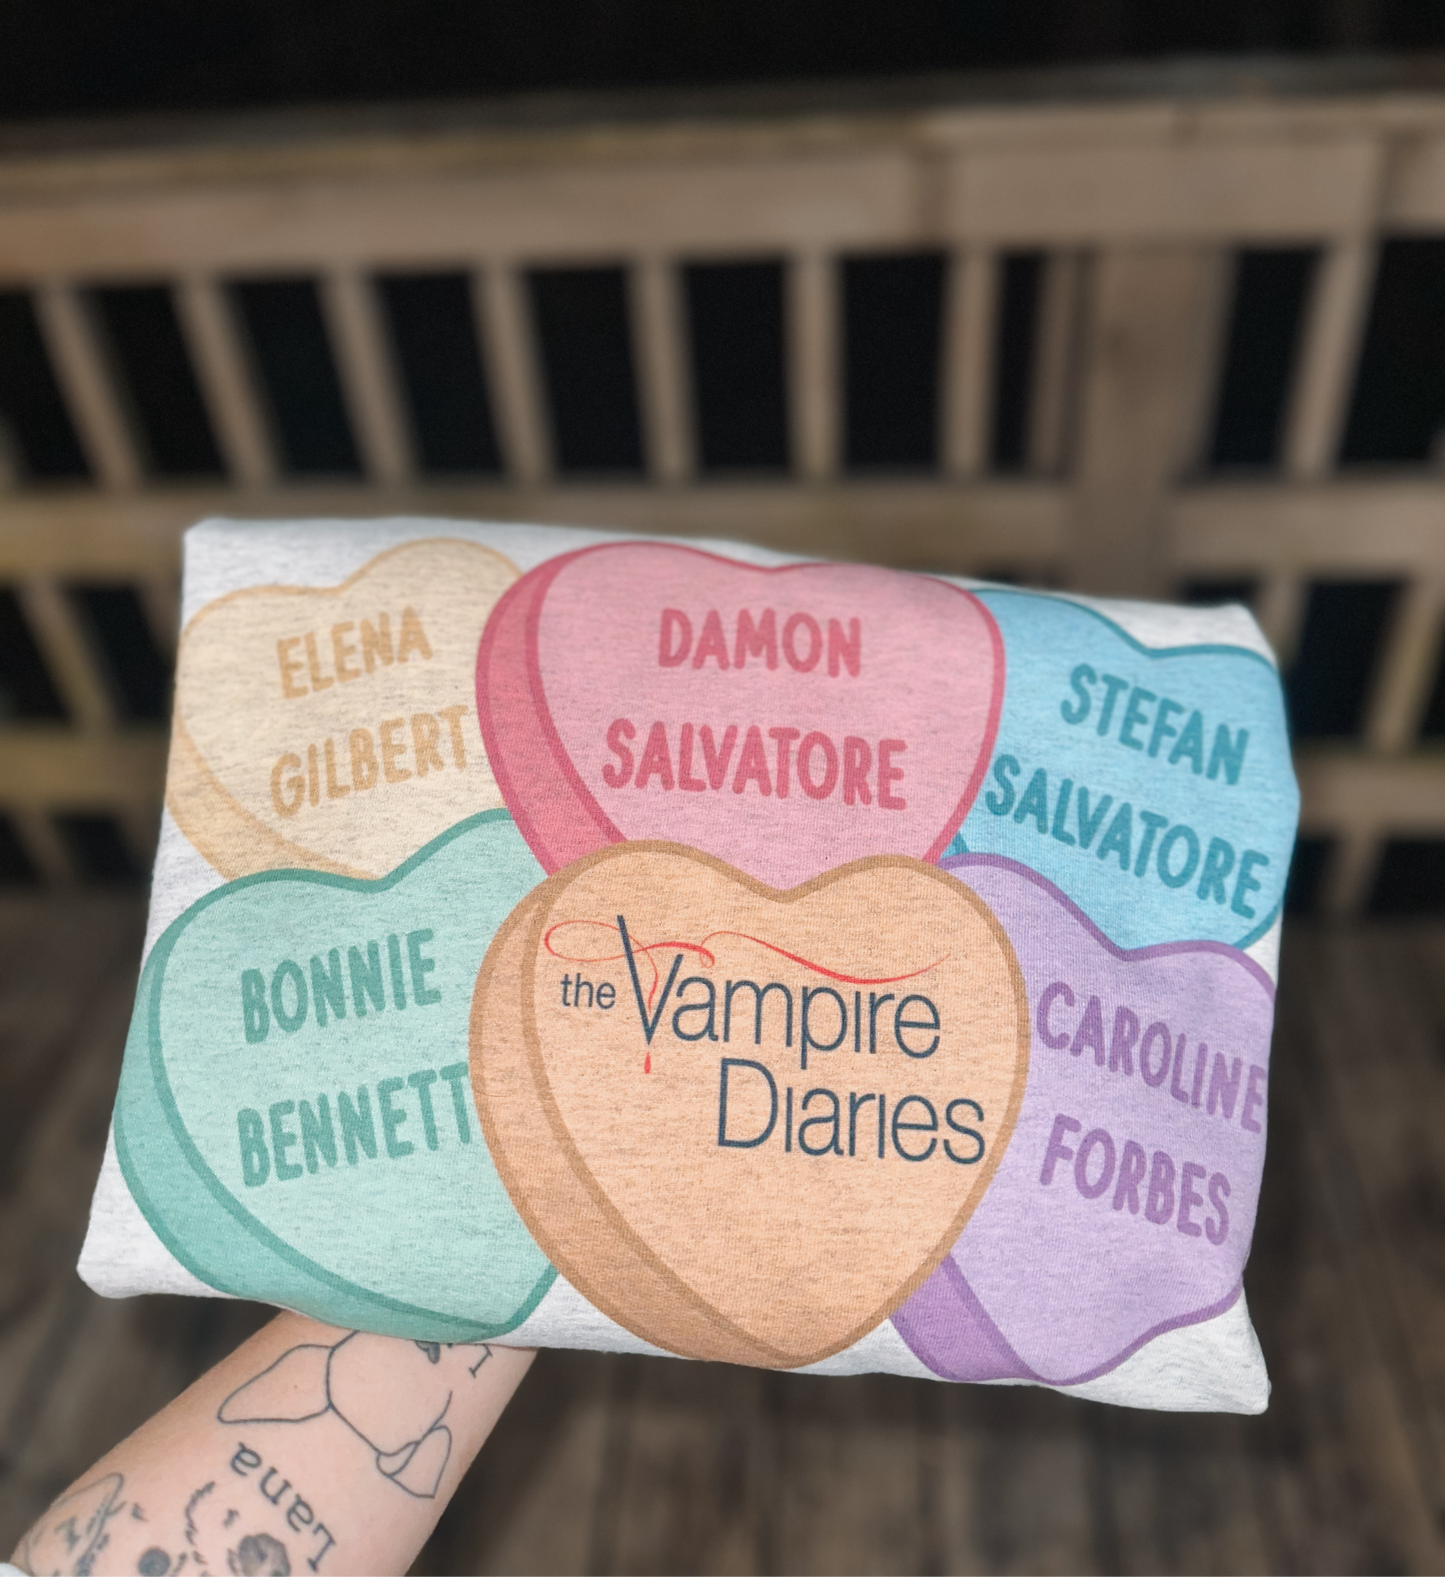 ELENA
GILBERT
DAMON
SALVATORE
STEFAN
SALVATORE
BONNIE
BENNETT
the Vampire
Diaries
CAROLINE
FORBES
Lana